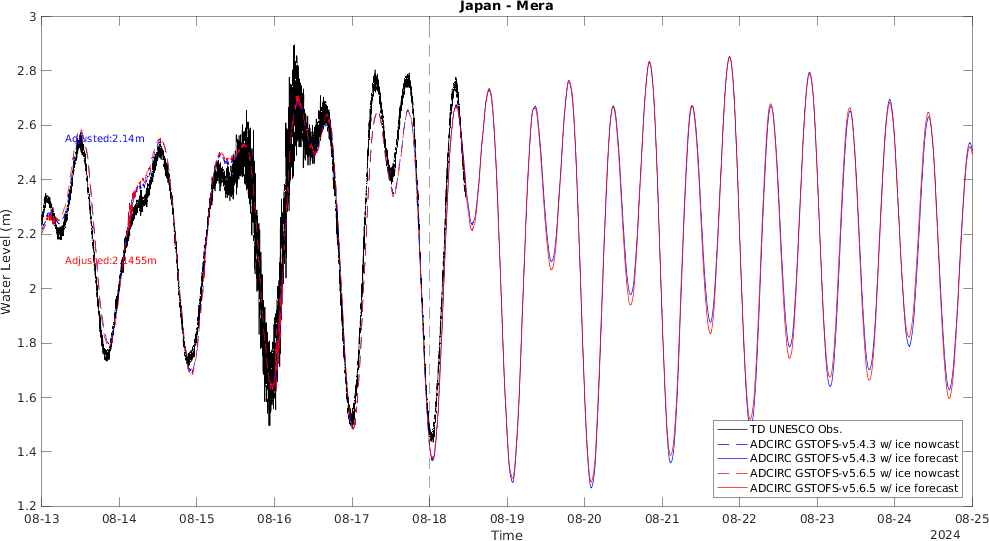 Japan - Mera
3
2.8
2.6
2.4
2.2
2
1.8
1.6
1.4
1.2
Water Level (m)
Adjusted:2.14m
Adjusted:2.1455m
TD UNESCO Obs.
ADCIRC GSTOFS-v5.4.3 w/ ice nowcast
ADCIRC GSTOFS-v5.4.3 w/ ice forecast
ADCIRC GSTOFS-v5.6.5 w/ ice nowcast
ADCIRC GSTOFS-v5.6.5 w/ ice forecast
08-13 08-14 08-15 08-16 08-17 08-18 08-19 08-20 08-21 08-22 08-23 08-24 08-25
Time
2024